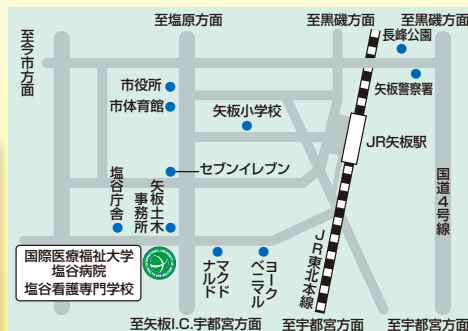 至塩原方面
至黒磯方面
至黒磯方面
至今市方面
長峰公園
市役所
市体育館
矢板小学校
矢板警察署
JR矢板駅
セブンイレブン
塩谷庁舎
矢板土木
事務所
国道4号線
JR東北本線
国際医療福祉大学
塩谷病院
塩谷看護専門学校
マクド
ナルド
ヨーク
ベニマル
至矢板I.C.宇都宮方面
至宇都宮方面
至宇都宮方面